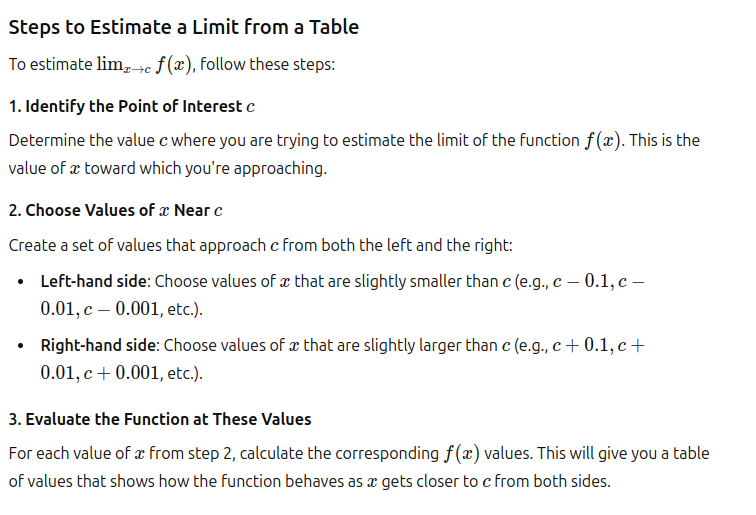 Steps to Estimate a Limit from a Table
To estimate lim_{x→c} f(x), follow these steps:
1. Identify the Point of Interest c
Determine the value c where you are trying to estimate the limit of the function f(x). This is the
value of x toward which you're approaching.
2. Choose Values of x Near c
Create a set of values that approach c from both the left and the right:
• Left-hand side: Choose values of x that are slightly smaller than c (e.g., c − 0.1, c −
0.01, c − 0.001, etc.).
• Right-hand side: Choose values of x that are slightly larger than c (e.g., c + 0.1, c +
0.01, c + 0.001, etc.).
3. Evaluate the Function at These Values
For each value of x from step 2, calculate the corresponding f(x) values. This will give you a table
of values that shows how the function behaves as x gets closer to c from both sides.